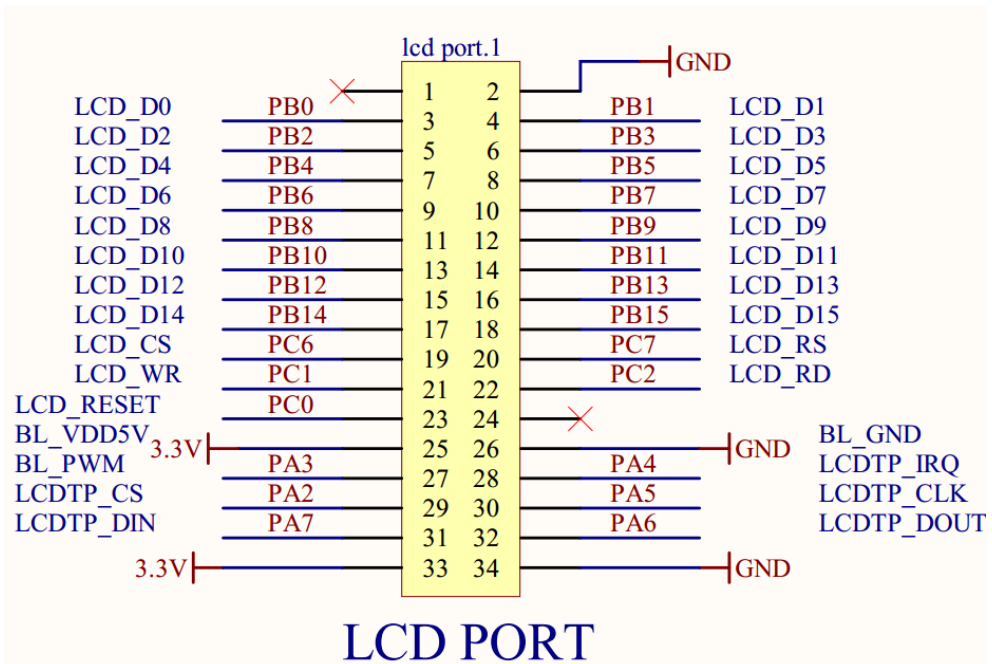 lcd port.1
GND
1 2
LCD_D0 PB0 PB1 LCD_D1
3 4
LCD_D2 PB2 PB3 LCD_D3
5 6
LCD_D4 PB4 PB5 LCD_D5
7 8
LCD_D6 PB6 PB7 LCD_D7
9 10
LCD_D8 PB8 PB9 LCD_D9
11 12
LCD_D10 PB10 PB11 LCD_D11
13 14
LCD_D12 PB12 PB13 LCD_D13
15 16
LCD_D14 PB14 PB15 LCD_D15
17 18
LCD_CS PC6 PC7 LCD_RS
19 20
LCD_WR PC1 PC2 LCD_RD
21 22
LCD_RESET PC0
23 24
BL_VDD5V 3.3V 25 26 GND BL_GND
BL_PWM PA3 PA4 LCDTP_IRQ
27 28
LCDTP_CS PA2 PA5 LCDTP_CLK
29 30
LCDTP_DIN PA7 PA6 LCDTP_DOUT
31 32
3.3V 33 34 GND
LCD PORT